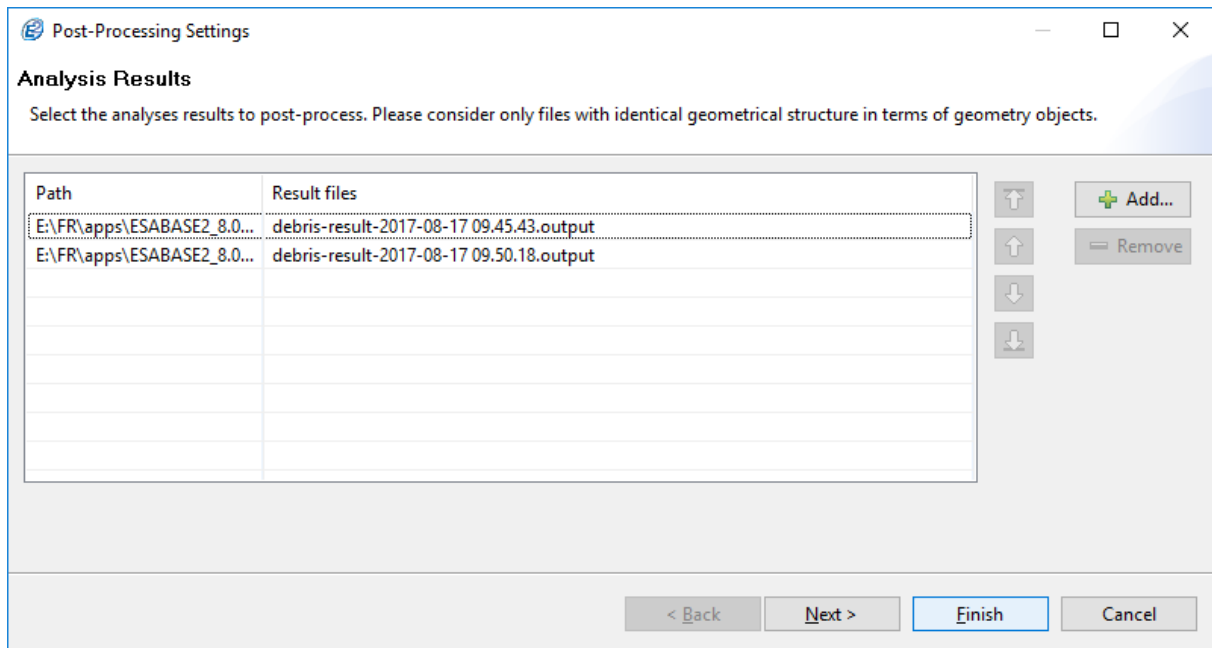 Post-Processing Settings
Analysis Results
Select the analyses results to post-process. Please consider only files with identical geometrical structure in terms of geometry objects.
Path Result files
E:\FR\apps\ESABASE2_8.0... debris-result-2017-08-17 09.45.43.output
E:\FR\apps\ESABASE2_8.0... debris-result-2017-08-17 09.50.18.output
Add...
Remove
< Back Next > Finish Cancel